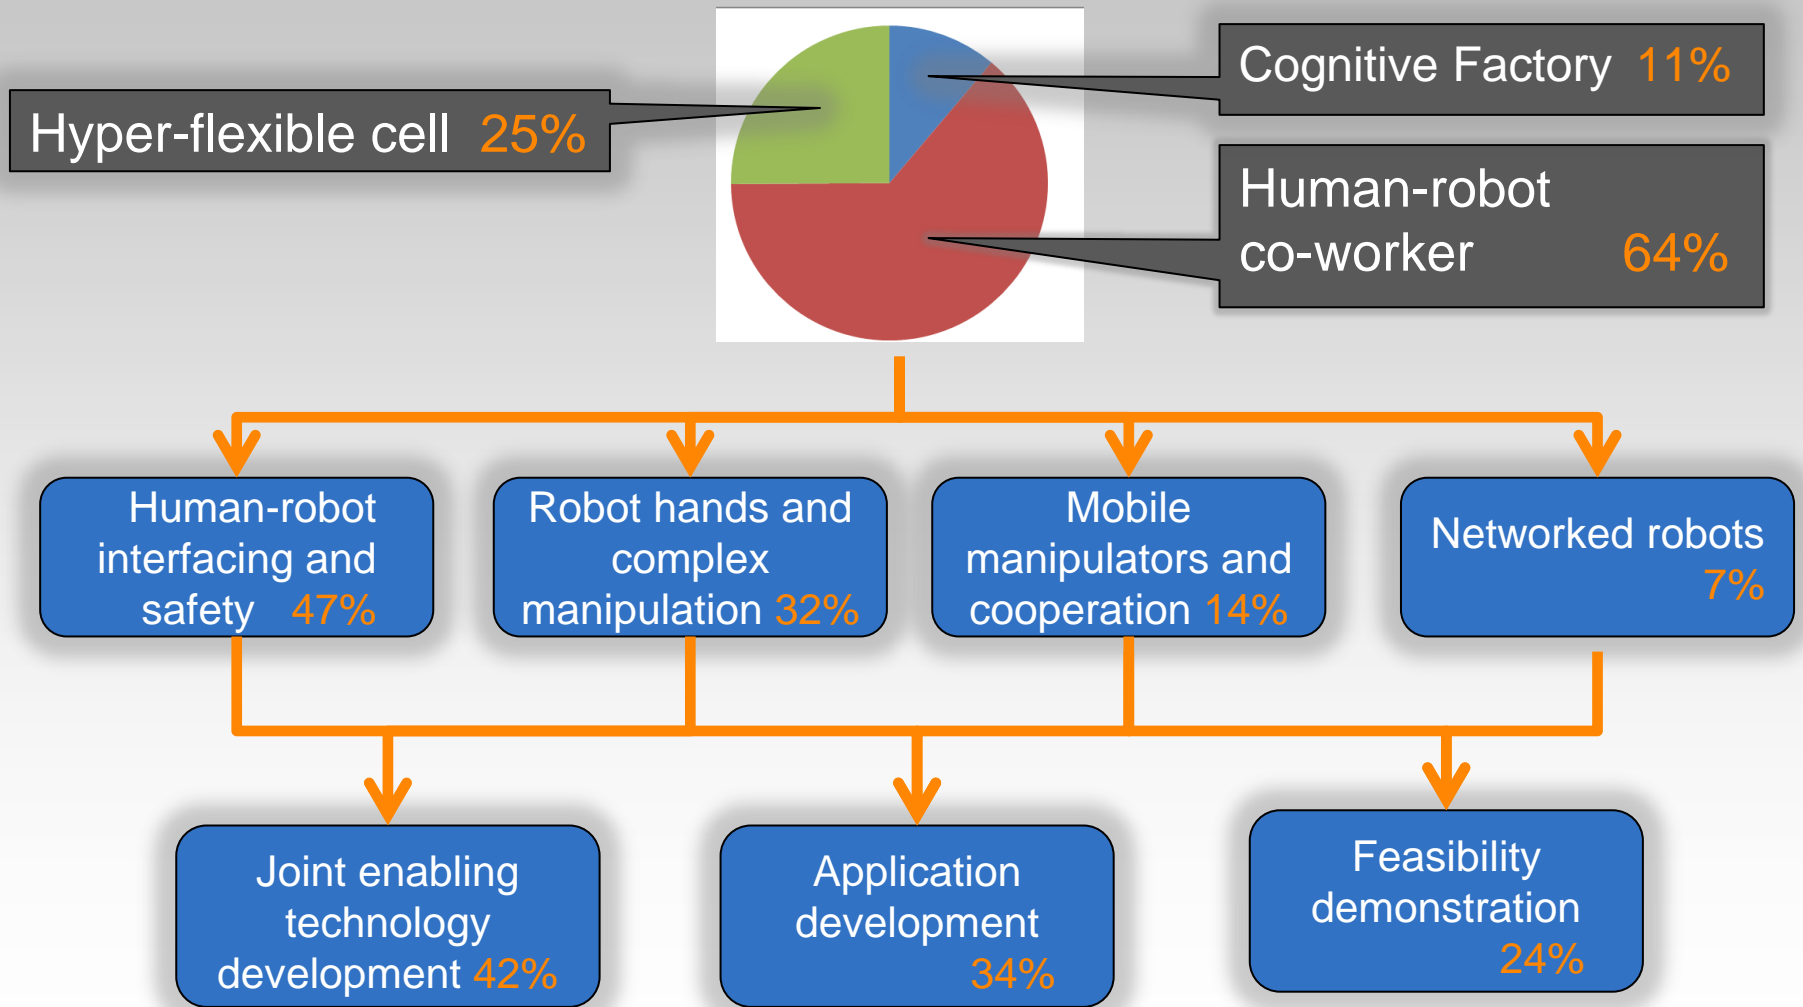 Hyper-flexible cell 25%
Cognitive Factory 11%
Human-robot
co-worker 64%
Human-robot
interfacing and
safety 47%
Robot hands and
complex
manipulation 32%
Mobile
manipulators and
cooperation 14%
Networked robots
7%
Joint enabling
technology
development 42%
Application
development
34%
Feasibility
demonstration
24%